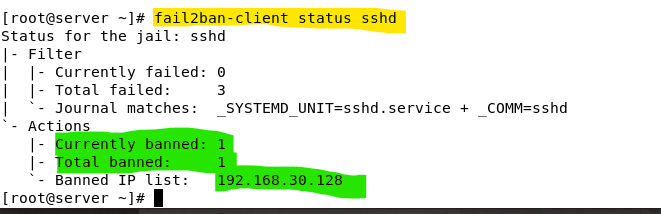 [root@server ~]# fail2ban-client status sshd
Status for the jail: sshd
|- Filter
|  |- Currently failed: 0
|  |- Total failed:     3
|  `- Journal matches:  _SYSTEMD_UNIT=sshd.service + _COMM=sshd
`- Actions
   |- Currently banned: 1
   |- Total banned:     1
   `- Banned IP list:   192.168.30.128
[root@server ~]#